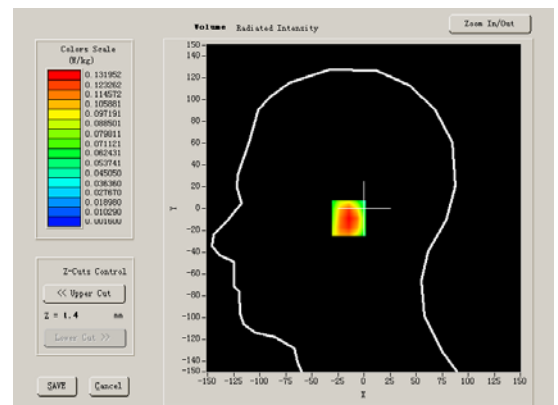 Volume Radiated Intensity
Zoom In/Out
Colors Scale
(W/kg)
0.131952
0.123262
0.114572
0.105881
0.097191
0.088501
0.079811
0.071121
0.062431
0.053741
0.045050
0.036360
0.027670
0.018980
0.010290
0.001600
Z-Cuts Control
<< Upper Cut
Z = 1.4 mm
Lower Cut >>
SAVE Cancel
150
140
120
100
80
60
40
20
0
-20
-40
-60
-80
-100
-120
-140
-150
Y
-150 -125 -100 -75 -50 -25 0 25 50 75 100 125 150
X